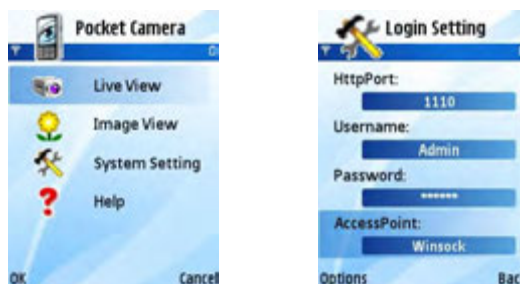 Pocket Camera
Live View
Image View
System Setting
Help
OK Cancel
Login Setting
HttpPort:
1110
Username:
Admin
Password:
******
AccessPoint:
Winsock
Options Bac